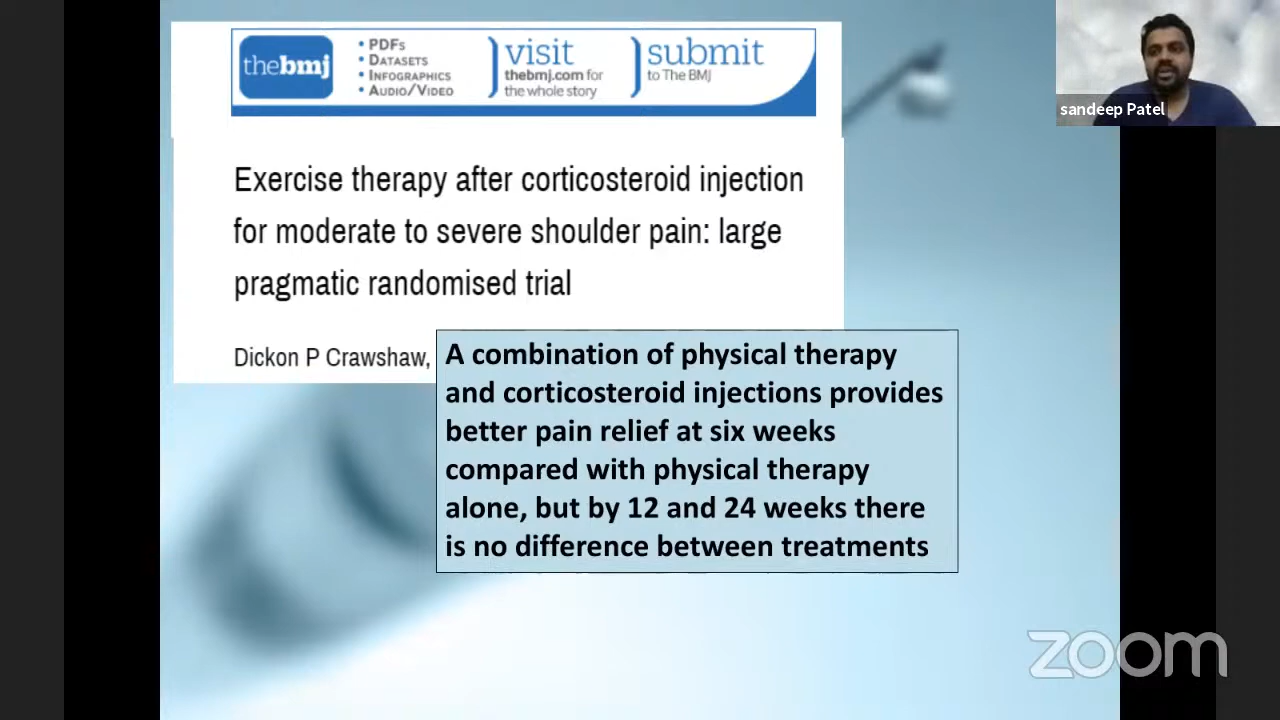 thebmj
• PDFs
• DATASETS
• INFOGRAPHICS
• AUDIO/VIDEO
visit
thebmj.com for
the whole story
submit
to The BMJ
sandeep Patel
Exercise therapy after corticosteroid injection
for moderate to severe shoulder pain: large
pragmatic randomised trial
Dickon P Crawshaw,
A combination of physical therapy
and corticosteroid injections provides
better pain relief at six weeks
compared with physical therapy
alone, but by 12 and 24 weeks there
is no difference between treatments
zoom